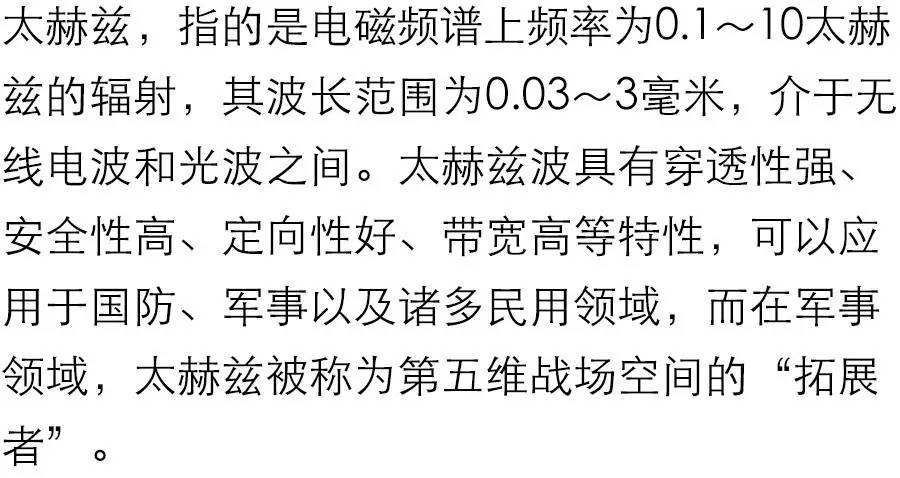 太赫兹，指的是电磁频谱上频率为0.1～10太赫
兹的辐射，其波长范围为0.03～3毫米，介于无
线电波和光波之间。太赫兹波具有穿透性强、
安全性高、定向性好、带宽高等特性，可以应
用于国防、军事以及诸多民用领域，而在军事
领域，太赫兹被称为第五维战场空间的“拓展
者”。